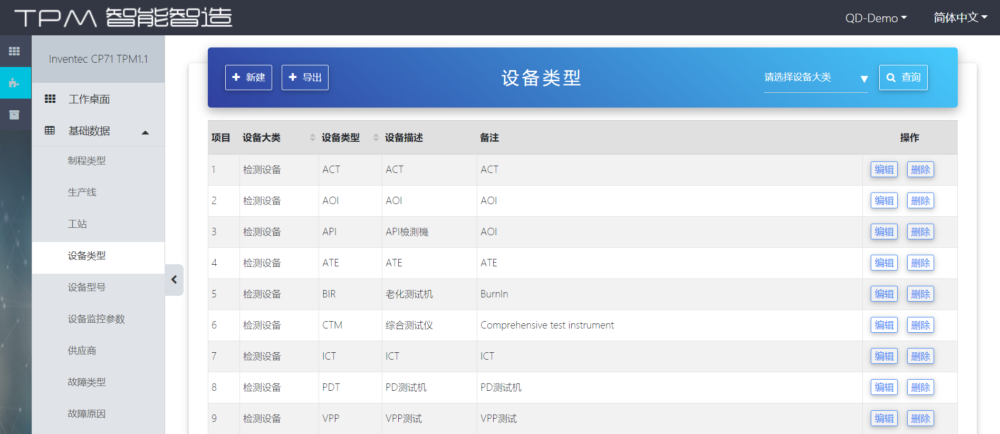 TPM 智能智造
QD-Demo
简体中文
Inventec CP71 TPM1.1
工作桌面
基础数据
制程类型
生产线
工站
设备类型
设备型号
设备监控参数
供应商
故障类型
故障原因
新建
导出
设备类型
请选择设备大类
查询
项目 设备大类 设备类型 设备描述 备注 操作
1 检测设备 ACT ACT ACT 编辑 删除
2 检测设备 AOI AOI AOI 编辑 删除
3 检测设备 API API檢測機 AOI 编辑 删除
4 检测设备 ATE ATE ATE 编辑 删除
5 检测设备 BIR 老化测试机 BurnIn 编辑 删除
6 检测设备 CTM 综合测试仪 Comprehensive test instrument 编辑 删除
7 检测设备 ICT ICT ICT 编辑 删除
8 检测设备 PDT PD测试机 PD测试机 编辑 删除
9 检测设备 VPP VPP测试 VPP测试 编辑 删除